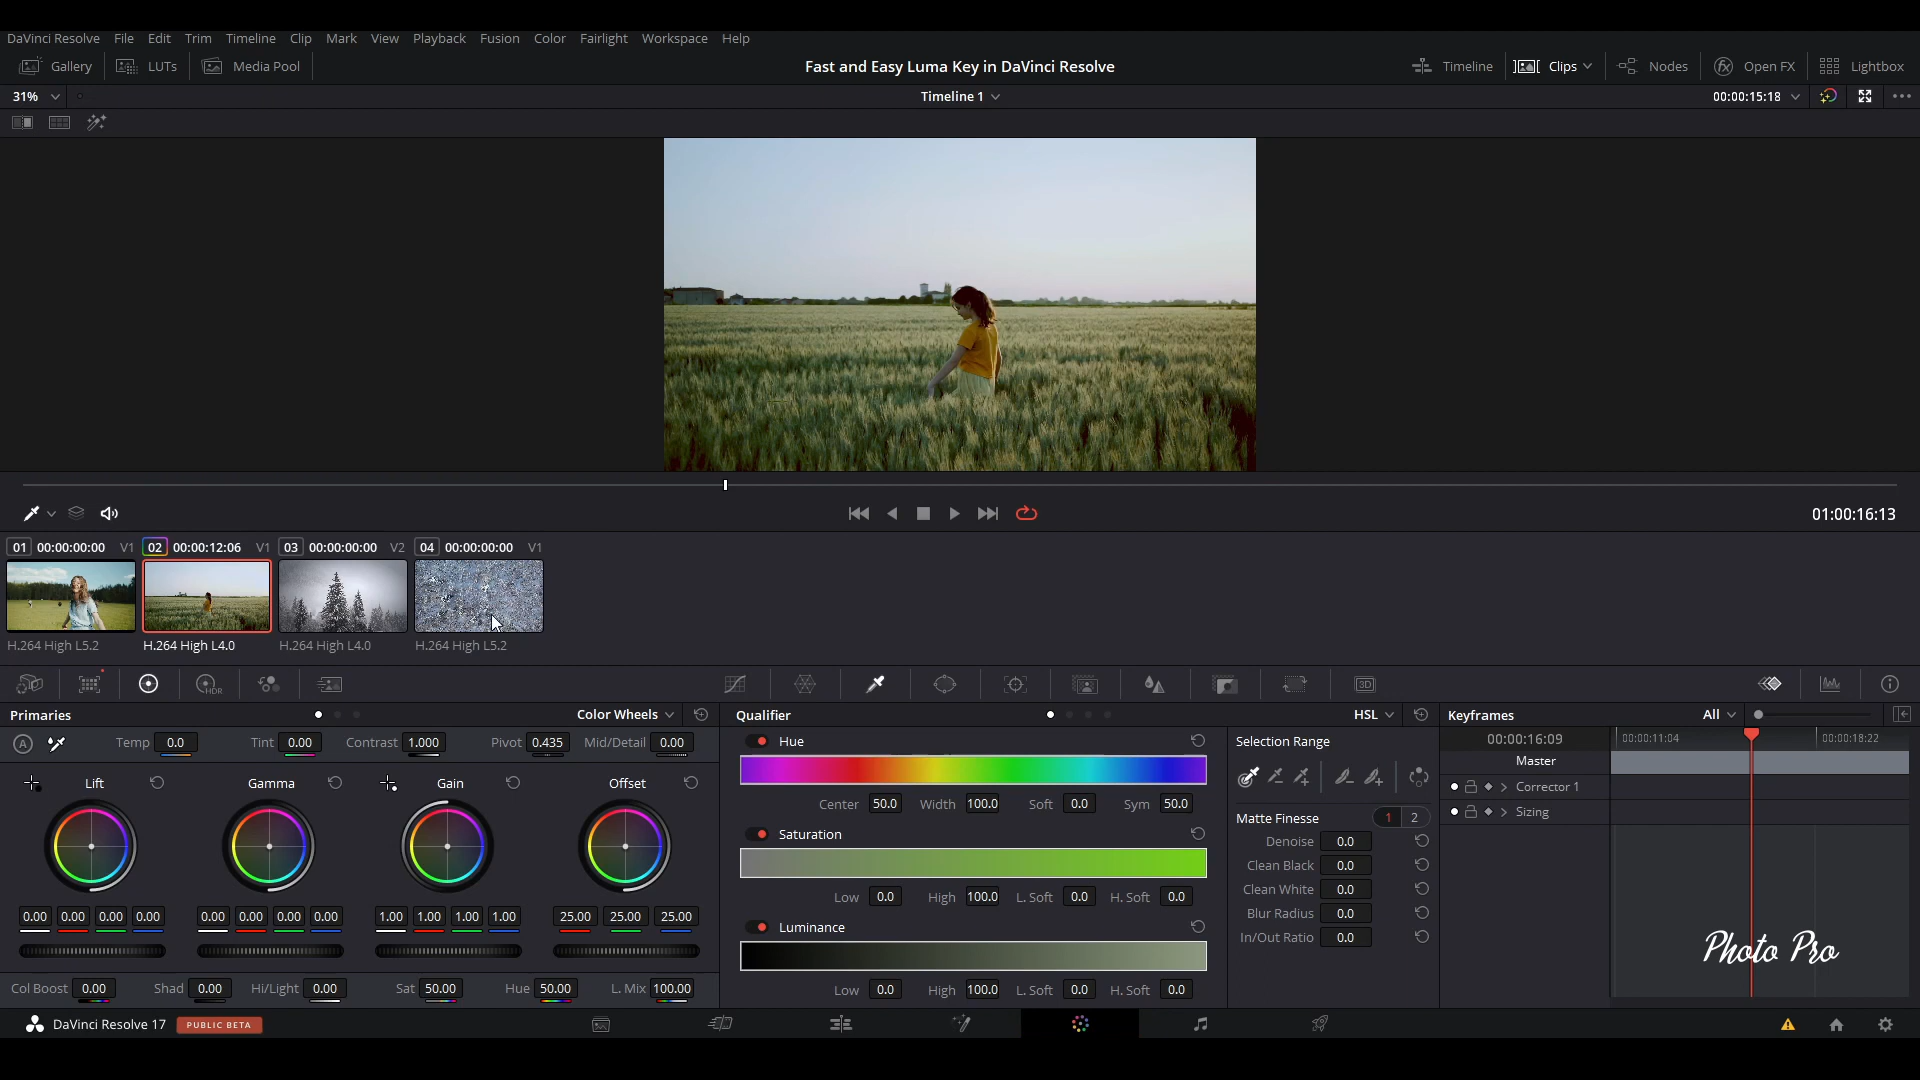 DaVinci Resolve File Edit Trim Timeline Clip Mark View Playback Fusion Color Fairlight Workspace Help
Gallery LUTs Media Pool Fast and Easy Luma Key in DaVinci Resolve Timeline Clips Nodes Open FX Lightbox
31% Timeline 1 00:00:15:18
01:00:16:13
01 00:00:00:00 V1 02 00:00:12:06 V1 03 00:00:00:00 V2 04 00:00:00:00 V1
H.264 High L5.2 H.264 High L4.0 H.264 High L4.0 H.264 High L5.2
HDR 3D
Primaries Color Wheels Qualifier HSL Keyframes All
Temp 0.0 Tint 0.00 Contrast 1.000 Pivot 0.435 Mid/Detail 0.00
Lift Gamma Gain Offset
0.00 0.00 0.00 0.00 0.00 0.00 0.00 0.00 1.00 1.00 1.00 1.00 25.00 25.00 25.00
Col Boost 0.00 Shad 0.00 Hi/Light 0.00 Sat 50.00 Hue 50.00 L. Mix 100.00
Hue
Center 50.0 Width 100.0 Soft 0.0 Sym 50.0
Saturation
Low 0.0 High 100.0 L. Soft 0.0 H. Soft 0.0
Luminance
Low 0.0 High 100.0 L. Soft 0.0 H. Soft 0.0
Selection Range
Matte Finesse 1 2
Denoise 0.0
Clean Black 0.0
Clean White 0.0
Blur Radius 0.0
In/Out Ratio 0.0
00:00:16:09 00:00:11:04 00:00:18:22
Master
Corrector 1
Sizing
Photo Pro
DaVinci Resolve 17 PUBLIC BETA